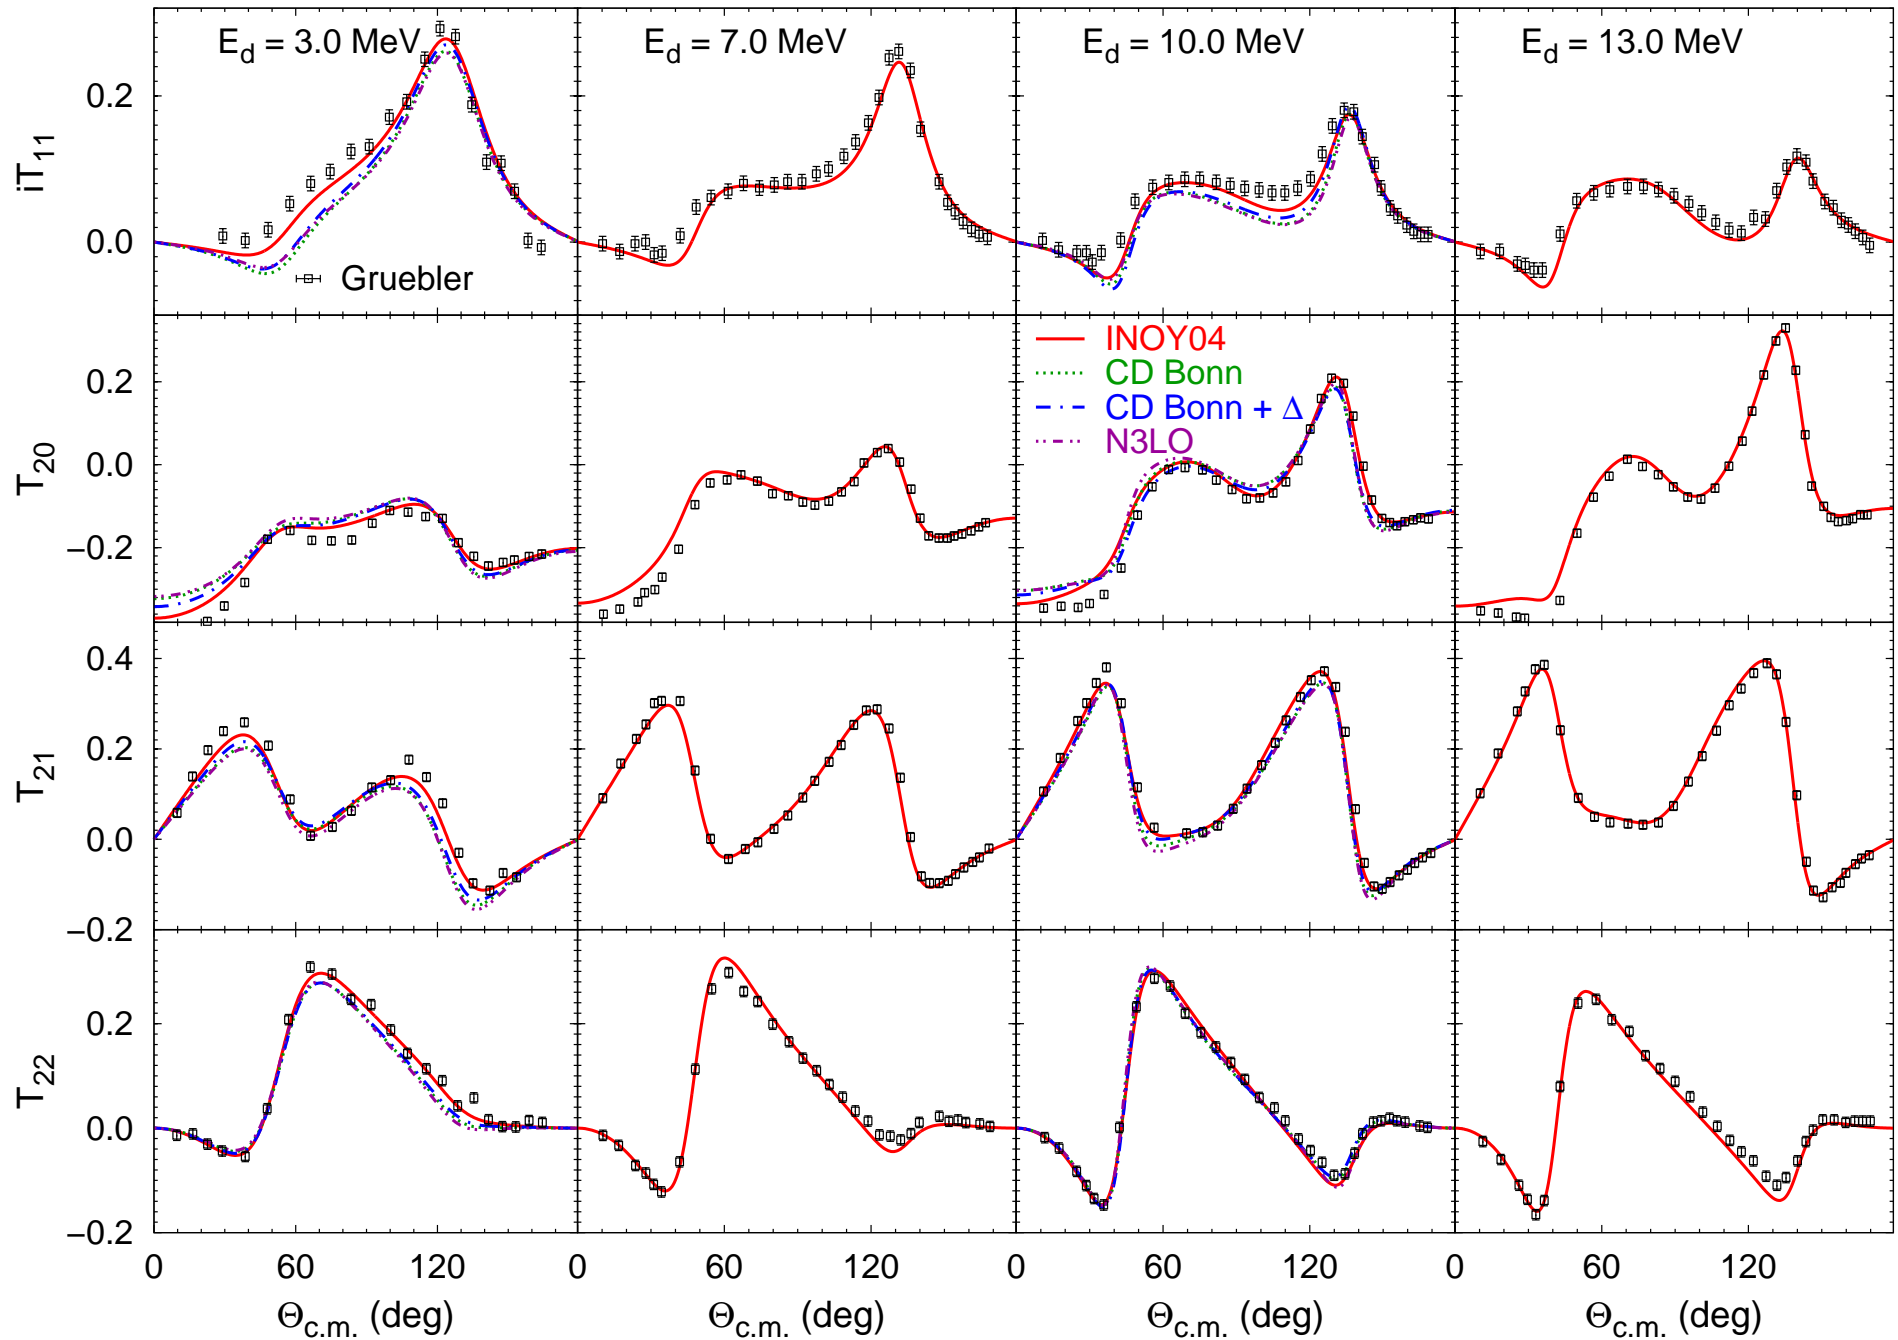 E_d = 3.0 MeV
E_d = 7.0 MeV
E_d = 10.0 MeV
E_d = 13.0 MeV
iT_11
0.2
0.0
Gruebler
T_20
0.2
0.0
−0.2
INOY04
CD Bonn
CD Bonn + Δ
N3LO
T_21
0.4
0.2
0.0
−0.2
T_22
0.2
0.0
−0.2
0 60 120 0 60 120 0 60 120 0 60 120
Θ_c.m. (deg) Θ_c.m. (deg) Θ_c.m. (deg) Θ_c.m. (deg)